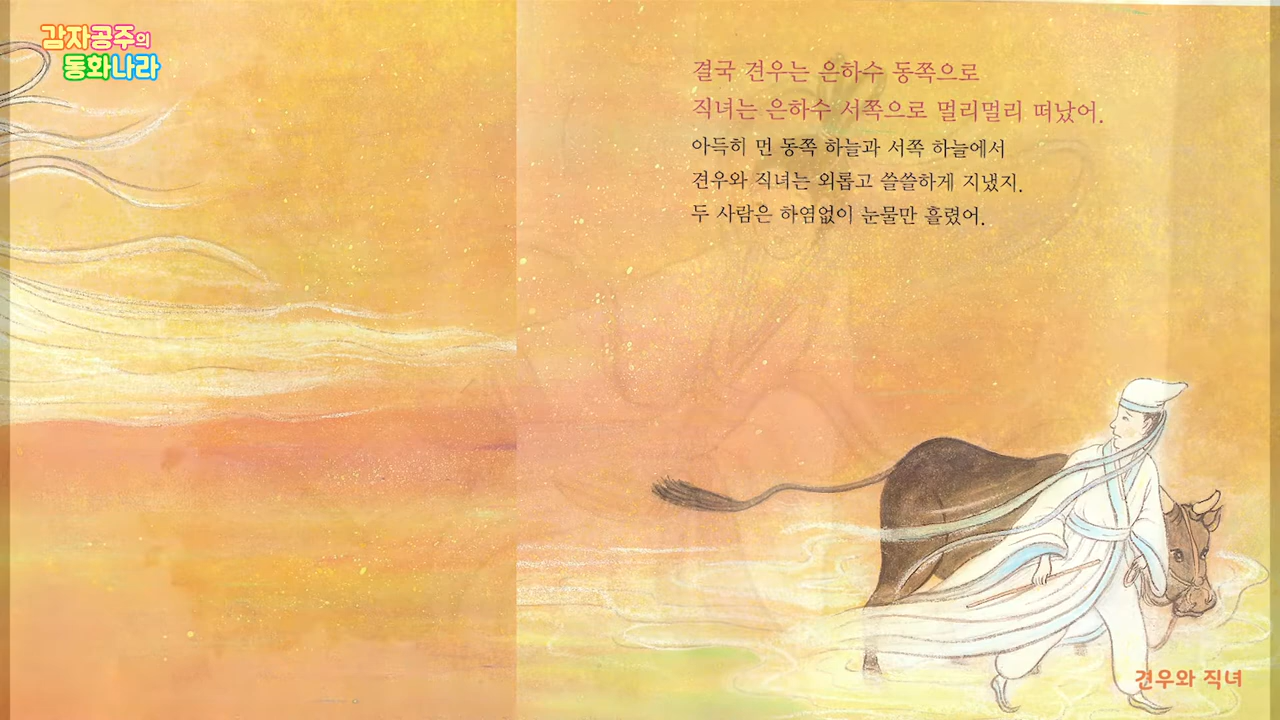 감자공주의
동화나라
결국 견우는 은하수 동쪽으로
직녀는 은하수 서쪽으로 멀리멀리 떠났어.
아득히 먼 동쪽 하늘과 서쪽 하늘에서
견우와 직녀는 외롭고 쓸쓸하게 지냈지.
두 사람은 하염없이 눈물만 흘렸어.
견우와 직녀